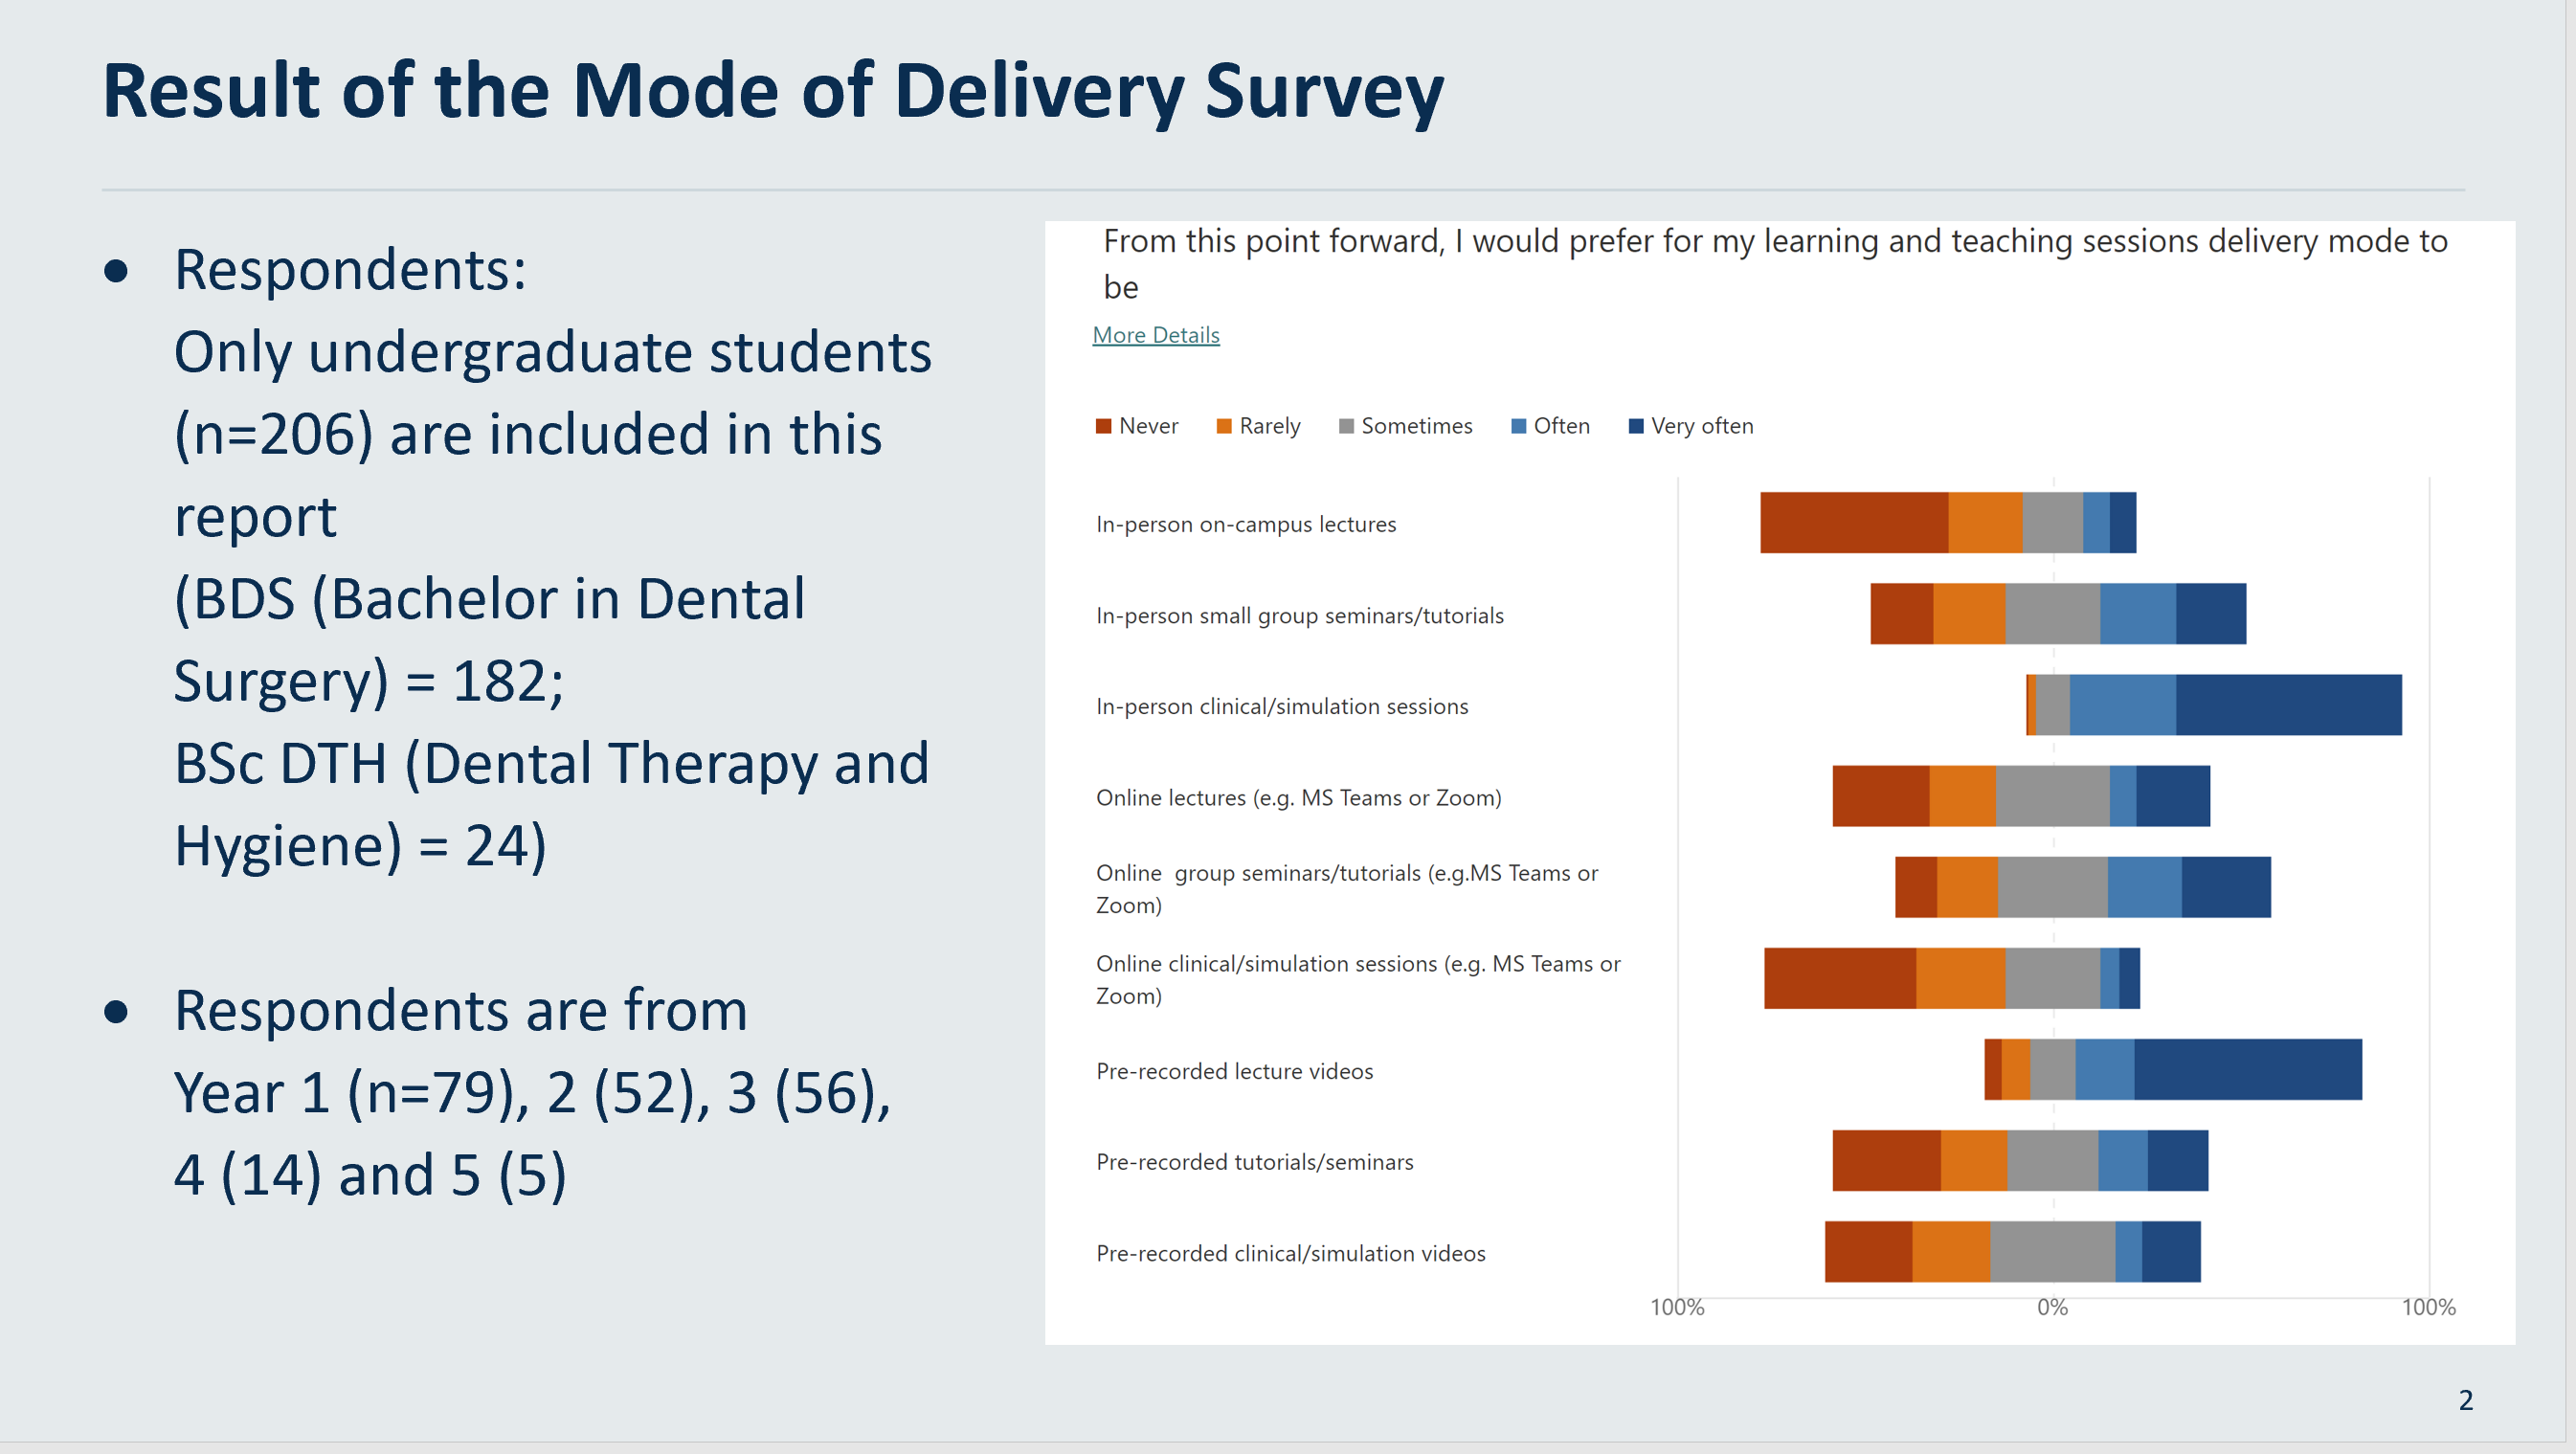 Result of the Mode of Delivery Survey
• Respondents:
Only undergraduate students
(n=206) are included in this
report
(BDS (Bachelor in Dental
Surgery) = 182;
BSc DTH (Dental Therapy and
Hygiene) = 24)
• Respondents are from
Year 1 (n=79), 2 (52), 3 (56),
4 (14) and 5 (5)
From this point forward, I would prefer for my learning and teaching sessions delivery mode to
be
More Details
Never Rarely Sometimes Often Very often
In-person on-campus lectures
In-person small group seminars/tutorials
In-person clinical/simulation sessions
Online lectures (e.g. MS Teams or Zoom)
Online group seminars/tutorials (e.g.MS Teams or
Zoom)
Online clinical/simulation sessions (e.g. MS Teams or
Zoom)
Pre-recorded lecture videos
Pre-recorded tutorials/seminars
Pre-recorded clinical/simulation videos
100% 0% 100%
2